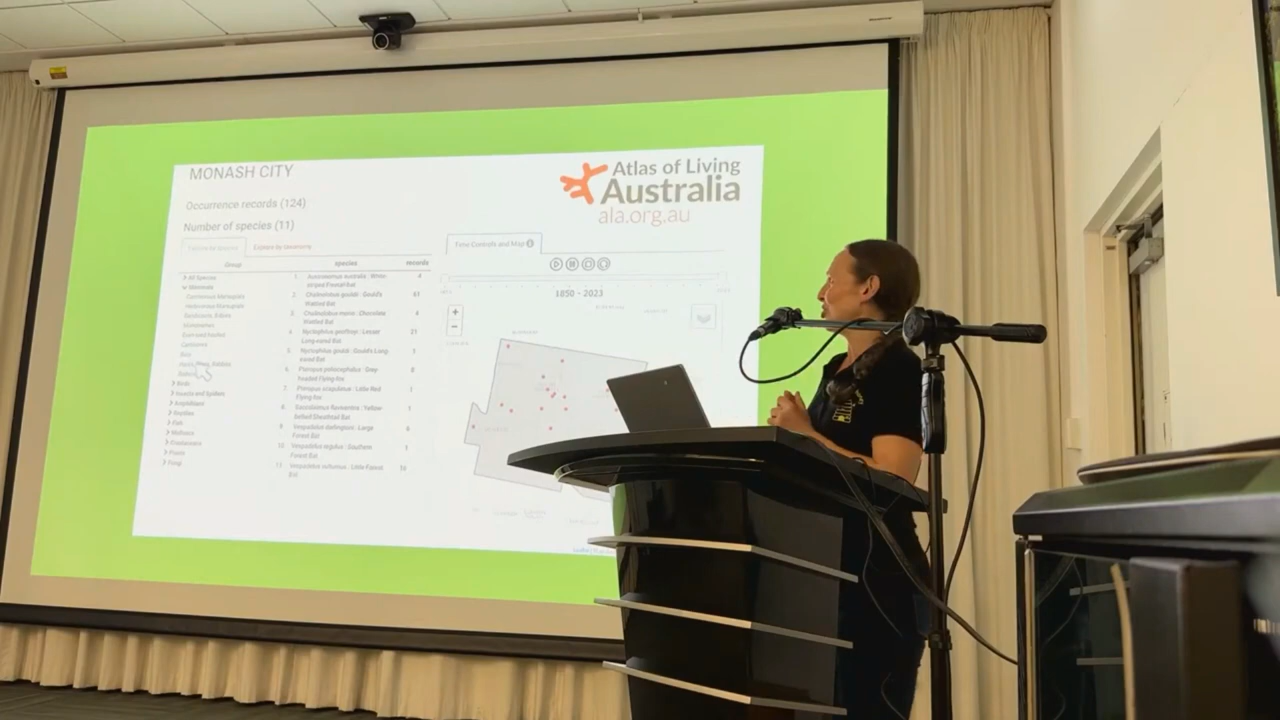 MONASH CITY
Atlas of Living
Australia
ala.org.au
Occurrence records (124)
Number of species (11)
Explore by species
Explore by taxonomy
Time Controls and Map
Group
species
records
1850 - 2023
All Species
Mammals
Birds
Insects and Spiders
Amphibians
Reptiles
Fish
Molluscs
Crustaceans
Plants
Fungi
1. Austronomus australis : White-
striped Freetail Bat
4
2. Chalinolobus gouldii : Gould's
Wattled Bat
61
3. Chalinolobus morio : Chocolate
Wattled Bat
4. Nyctophilus geoffroyi : Lesser
Long-eared Bat
21
5. Nyctophilus gouldi : Gould's Long-
eared Bat
1
6. Pteropus poliocephalus : Grey-
headed Flying-fox
8
7. Pteropus scapulatus : Little Red
Flying-fox
1
8. Saccolaimus flaviventris : Yellow-
bellied Sheathtail Bat
1
9. Vespadelus darlingtoni : Large
Forest Bat
6
10. Vespadelus regulus : Southern
Forest Bat
1
11. Vespadelus vulturnus : Little Forest
Bat
+
−